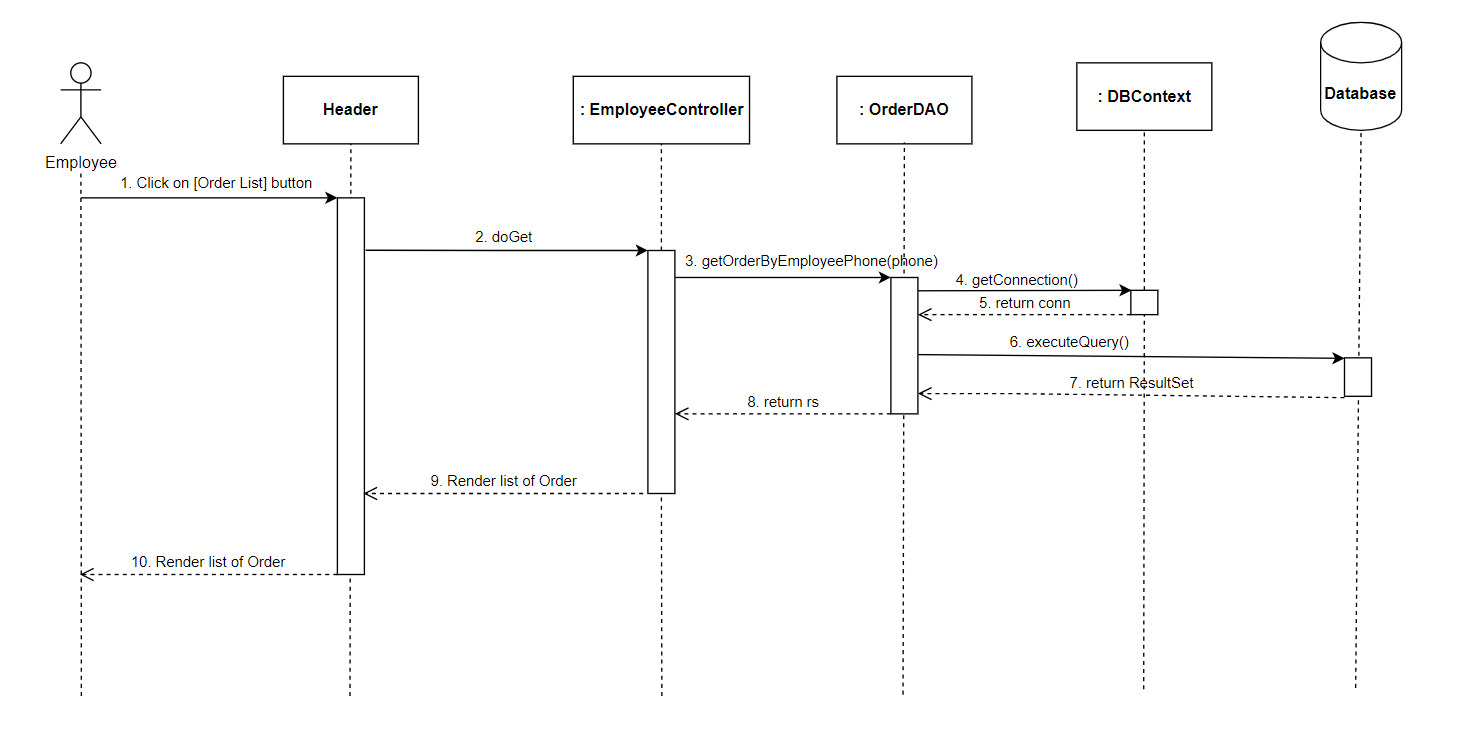 Employee
Header
: EmployeeController
: OrderDAO
: DBContext
Database
1. Click on [Order List] button
2. doGet
3. getOrderByEmployeePhone(phone)
4. getConnection()
5. return conn
6. executeQuery()
7. return ResultSet
8. return rs
9. Render list of Order
10. Render list of Order